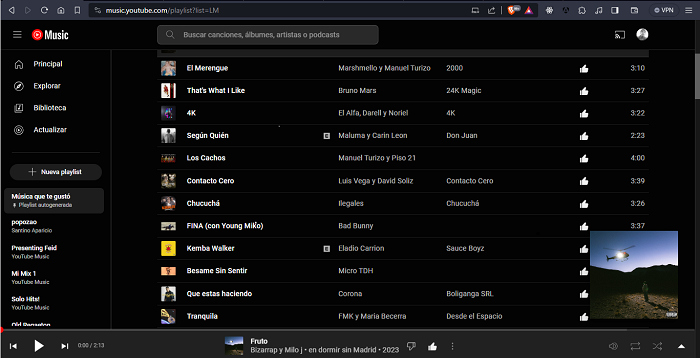 music.youtube.com/playlist?list=LM
VPN
Music
Buscar canciones, álbumes, artistas o podcasts
Principal
Explorar
Biblioteca
Actualizar
Nueva playlist
Música que te gustó
Playlist autogenerada
popozao
Santino Aparicio
Presenting Feid
YouTube Music
Mi Mix 1
YouTube Music
Solo Hits!
YouTube Music
Old Regaeton
El Merengue Marshmello y Manuel Turizo 2000 3:10
That's What I Like Bruno Mars 24K Magic 3:27
4K El Alfa, Darell y Noriel 4K 3:22
Según Quién E Maluma y Carin Leon Don Juan 2:23
Los Cachos Manuel Turizo y Piso 21 4:00
Contacto Cero Luis Vega y David Soliz Contacto Cero 3:39
Chucuchá Ilegales Chucuchá 3:26
FINA (con Young Miko) Bad Bunny 3:37
Kemba Walker E Eladio Carrion Sauce Boyz
Besame Sin Sentir Micro TDH
Que estas haciendo Corona Boliganga SRL
Tranquila FMK y Maria Becerra Desde el Espacio
0:00 / 2:13
Fruto
Bizarrap y Milo j • en dormir sin Madrid • 2023